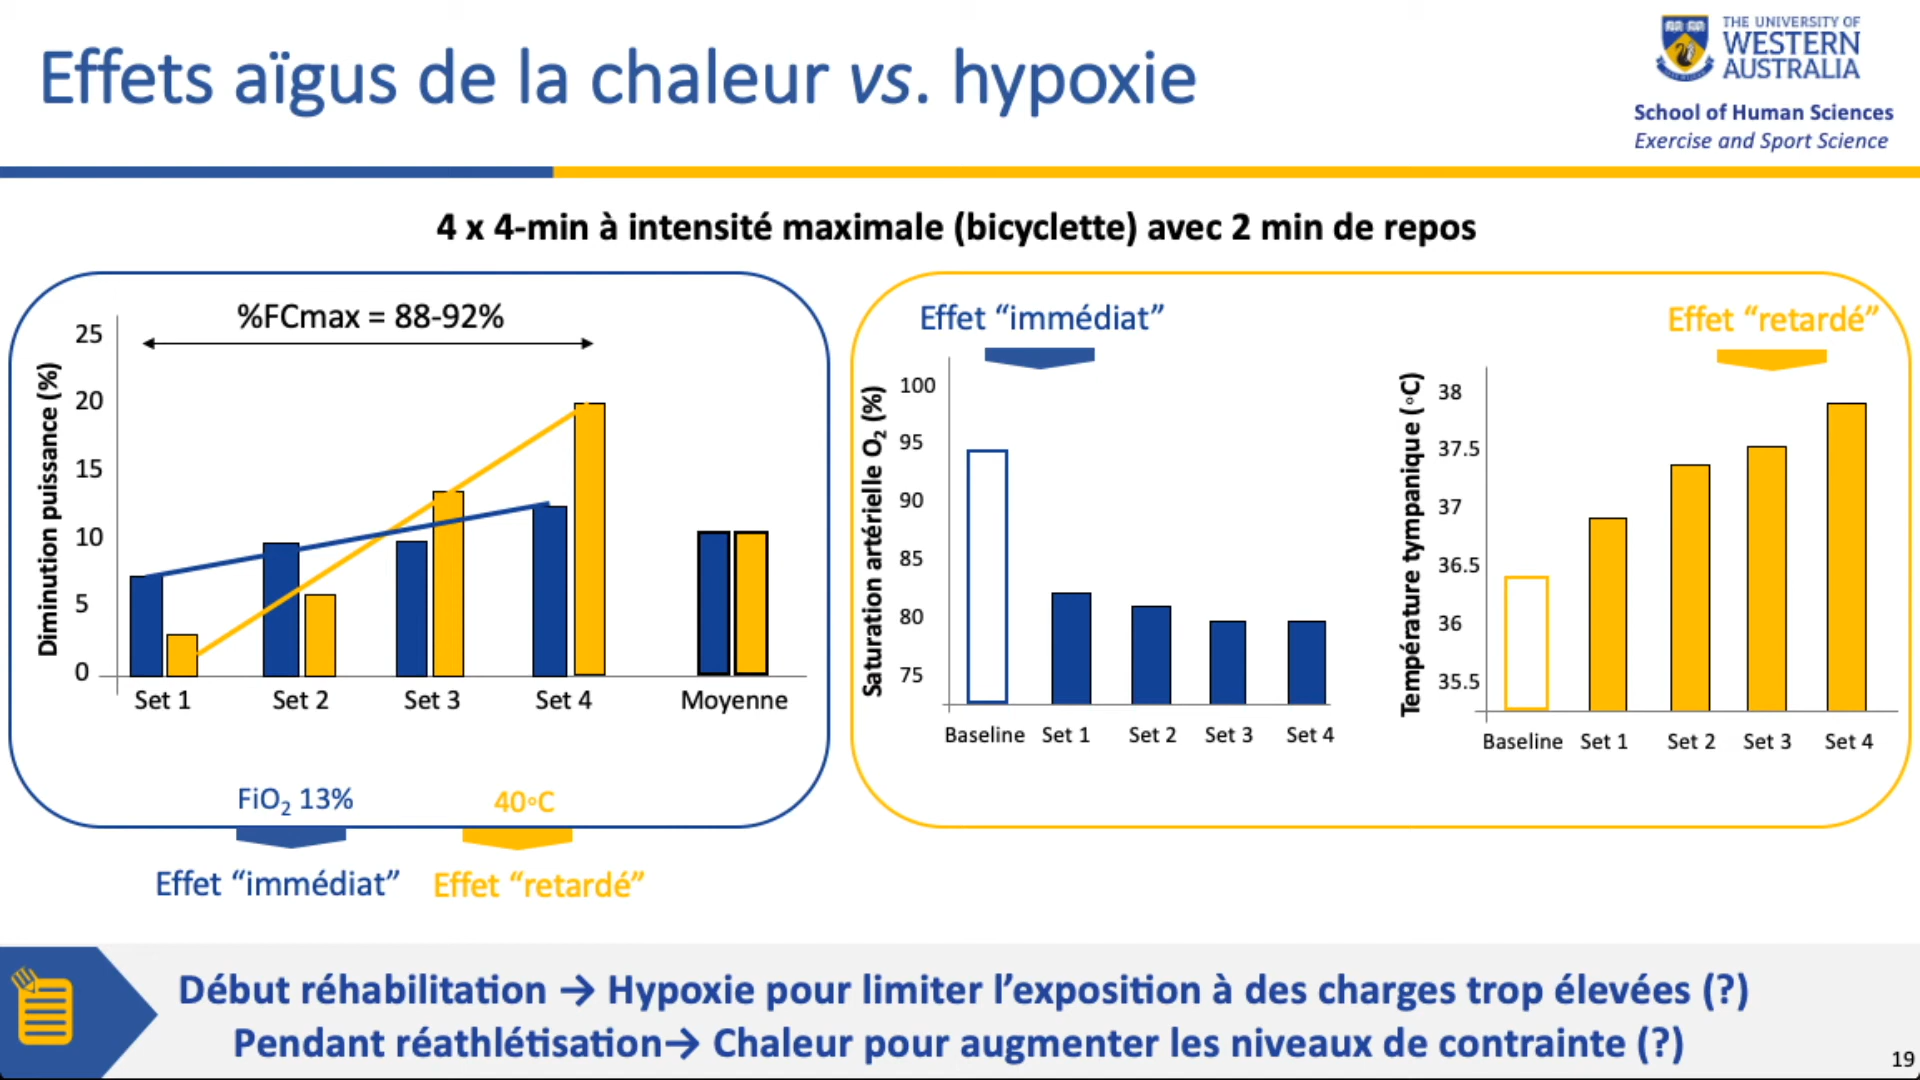 Effets aïgus de la chaleur vs. hypoxie
THE UNIVERSITY OF
WESTERN
AUSTRALIA
School of Human Sciences
Exercise and Sport Science
4 x 4-min à intensité maximale (bicyclette) avec 2 min de repos
%FCmax = 88-92%
Diminution puissance (%)
25
20
15
10
5
0
Set 1 Set 2 Set 3 Set 4 Moyenne
FiO₂ 13% 40◦C
Effet “immédiat” Effet “retardé”
Effet “immédiat”
Saturation artérielle O₂ (%)
100
95
90
85
80
75
Baseline Set 1 Set 2 Set 3 Set 4
Effet “retardé”
Température tympanique (◦C)
38
37.5
37
36.5
36
35.5
Baseline Set 1 Set 2 Set 3 Set 4
Début réhabilitation → Hypoxie pour limiter l’exposition à des charges trop élevées (?)
Pendant réathlétisation→ Chaleur pour augmenter les niveaux de contrainte (?)
19